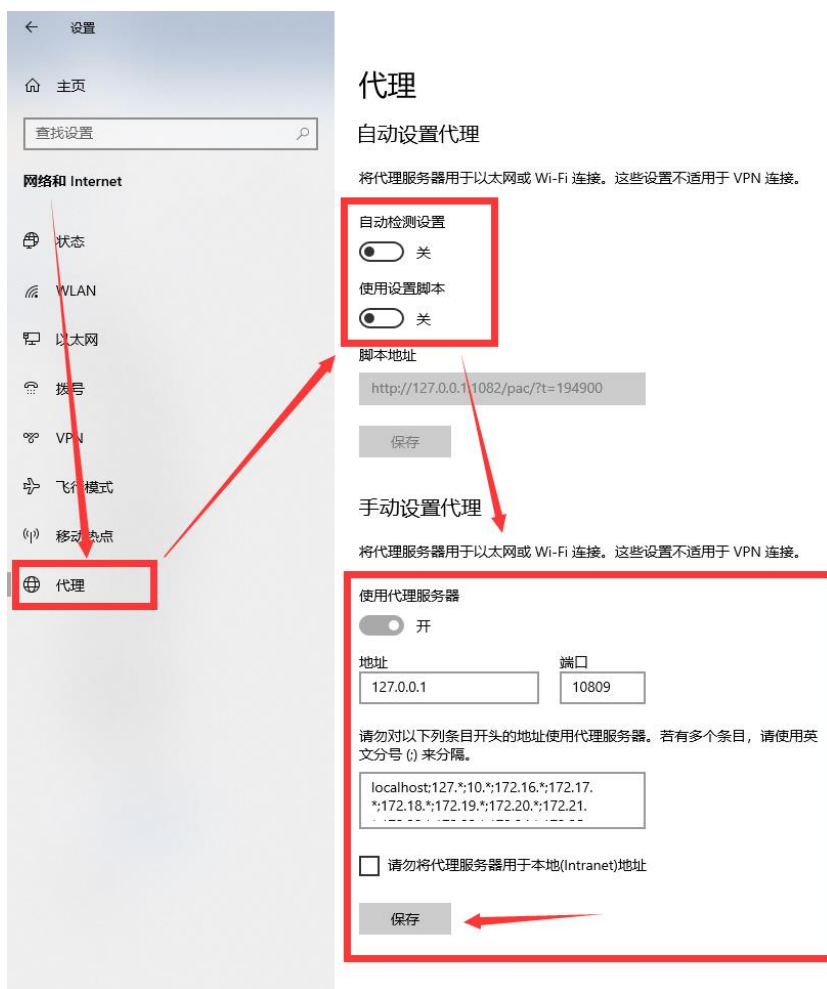 设置
主页
查找设置
网络和 Internet
状态
WLAN
以太网
拨号
VPN
飞行模式
移动热点
代理
代理
自动设置代理
将代理服务器用于以太网或 Wi-Fi 连接。这些设置不适用于 VPN 连接。
自动检测设置
关
使用设置脚本
关
脚本地址
http://127.0.0.1:1082/pac/?t=194900
保存
手动设置代理
将代理服务器用于以太网或 Wi-Fi 连接。这些设置不适用于 VPN 连接。
使用代理服务器
开
地址 端口
127.0.0.1 10809
请勿对以下列条目开头的地址使用代理服务器。若有多个条目，请使用英
文分号 (;) 来分隔。
localhost;127.*;10.*;172.16.*;172.17.
*;172.18.*;172.19.*;172.20.*;172.21.
请勿将代理服务器用于本地(Intranet)地址
保存